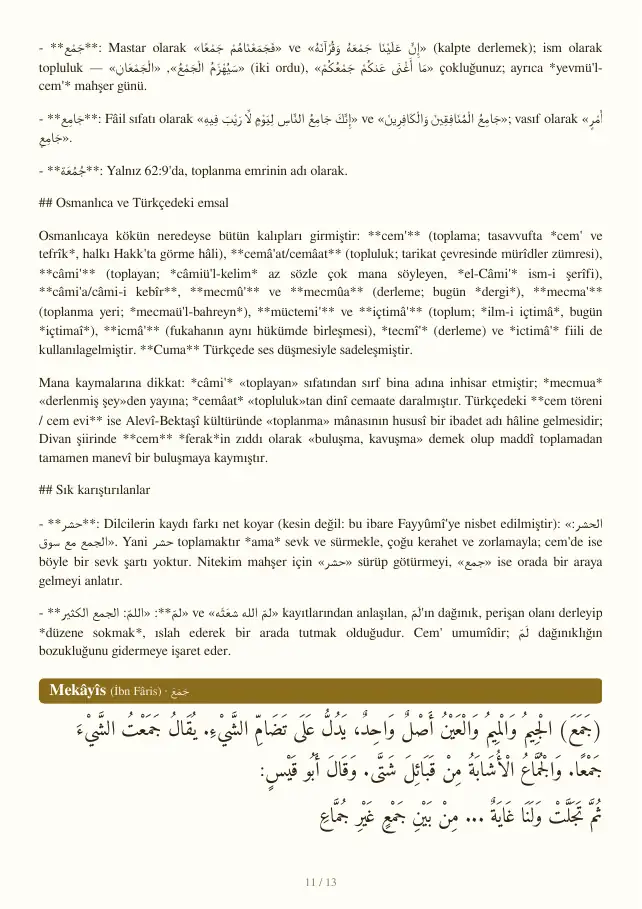 - **جَمْع**: Mastar olarak «فَجَمَعْنَاهُمْ جَمْعًا» ve «إِنَّ عَلَيْنَا جَمْعَهُ وَقُرْآنَهُ» (kalpte derlemek); ism olarak
topluluk — «سَيُهْزَمُ الْجَمْعُ», «الْجَمْعَانِ» (iki ordu), «مَا أَغْنَى عَنكُمْ جَمْعُكُمْ» çokluğunuz; ayrıca *yevmü'l-
cem'* mahşer günü.
- **جَامِع**: Fâil sıfatı olarak «إِنَّكَ جَامِعُ النَّاسِ لِيَوْمٍ لَّا رَيْبَ فِيهِ» ve «جَامِعُ الْمُنَافِقِينَ وَالْكَافِرِينَ»; vasıf olarak «أَمْرٍ
جَامِعٍ».
- **جُمُعَة**: Yalnız 62:9'da, toplanma emrinin adı olarak.
## Osmanlıca ve Türkçedeki emsal
Osmanlıcaya kökün neredeyse bütün kalıpları girmiştir: **cem'** (toplama; tasavvufta *cem' ve
tefrîk*, halkı Hakk'ta görme hâli), **cemâ'at/cemâat** (topluluk; tarikat çevresinde mürîdler zümresi),
**câmi'** (toplayan; *câmiü'l-kelim* az sözle çok mana söyleyen, *el-Câmi'* ism-i şerîfi),
**câmi'a/câmi-i kebîr**, **mecmû'** ve **mecmûa** (derleme; bugün *dergi*), **mecma'**
(toplanma yeri; *mecmaü'l-bahreyn*), **müctemi'** ve **içtimâ'** (toplum; *ilm-i içtimâ*, bugün
*içtimaî*), **icmâ'** (fukahanın aynı hükümde birleşmesi), *tecmî'* (derleme) ve *ictimâ'* fiili de
kullanılagelmiştir. **Cuma** Türkçede ses düşmesiyle sadeleşmiştir.
Mana kaymalarına dikkat: *câmi'* «toplayan» sıfatından sırf bina adına inhisar etmiştir; *mecmua*
«derlenmiş şey»den yayına; *cemâat* «topluluk»tan dinî cemaate daralmıştır. Türkçedeki **cem töreni
/ cem evi** ise Alevî-Bektaşî kültüründe «toplanma» mânasının hususî bir ibadet adı hâline gelmesidir;
Divan şiirinde **cem** *ferak*in zıddı olarak «buluşma, kavuşma» demek olup maddî toplamadan
tamamen manevî bir buluşmaya kaymıştır.
## Sık karıştırılanlar
- **حشر**: Dilcilerin kaydı farkı net koyar (kesin değil: bu ibare Fayyûmî'ye nisbet edilmiştir): «الحشر:
الجمع مع سوق». Yani حشر toplamaktır *ama* sevk ve sürmekle, çoğu kerahet ve zorlamayla; cem'de ise
böyle bir sevk şartı yoktur. Nitekim mahşer için «حشر» sürüp götürmeyi, «جمع» ise orada bir araya
gelmeyi anlatır.
- **لمَ**: «اللمَ: الجمع الكثير» ve «لمَ الله شعَثَه» kayıtlarından anlaşılan, لَمَ'ın dağınık, perişan olanı derleyip
*düzene sokmak*, ıslah ederek bir arada tutmak olduğudur. Cem' umumîdir; لَمَ dağınıklığın
bozukluğunu gidermeye işaret eder.
Mekâyîs (İbn Fâris) · جَمَعَ
(جَمَعَ) الْجِيمُ وَالْمِيمُ وَالْعَيْنُ أَصْلٌ وَاحِدٌ، يَدُلُّ عَلَى تَضَامِّ الشَّيْءِ. يُقَالُ جَمَعْتُ الشَّيْءَ
جَمْعًا. وَالْجُمَّاعُ الْأُشَابَةُ مِنْ قَبَائِلِ شَتَّى. وَقَالَ أَبُو قَيْسٍ:
ثُمَّ تَجَلَّتْ وَلَنَا غَايَةٌ ... مِنْ بَيْنِ جَمْعٍ غَيْرِ جُمَّاعِ
11 / 13